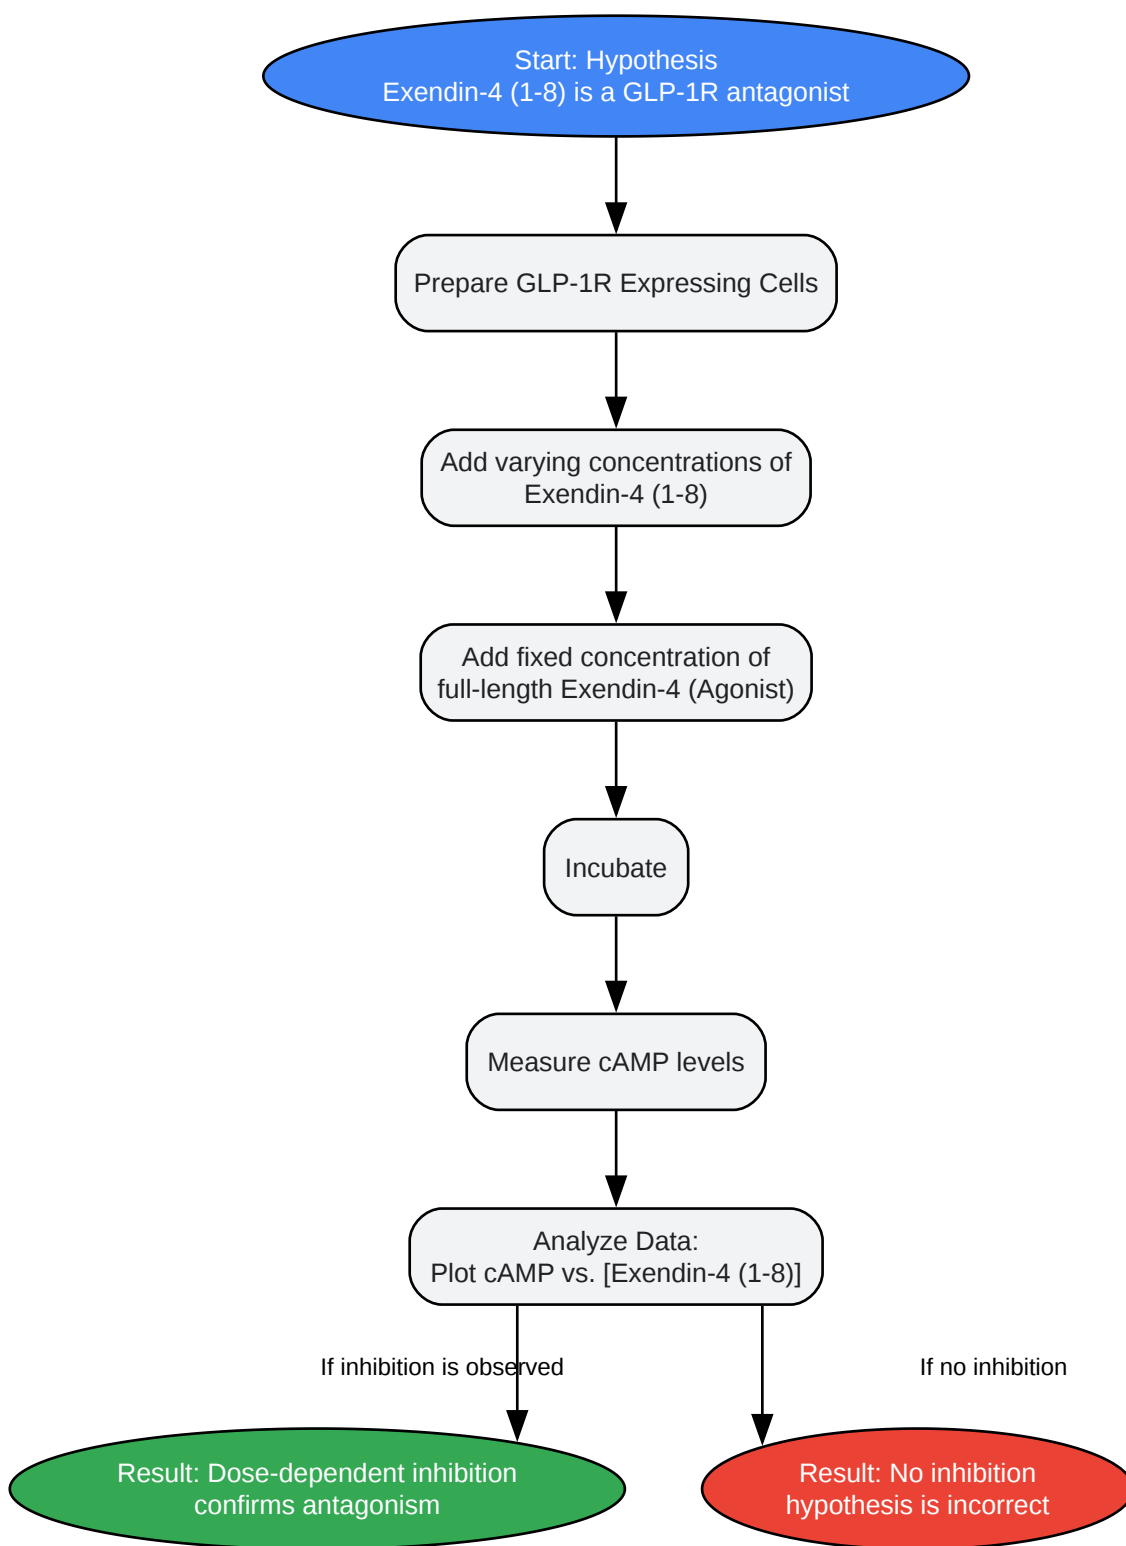 Start: Hypothesis
Exendin-4 (1-8) is a GLP-1R antagonist
Prepare GLP-1R Expressing Cells
Add varying concentrations of
Exendin-4 (1-8)
Add fixed concentration of
full-length Exendin-4 (Agonist)
Incubate
Measure cAMP levels
Analyze Data:
Plot cAMP vs. [Exendin-4 (1-8)]
If inhibition is observed
If no inhibition
Result: Dose-dependent inhibition
confirms antagonism
Result: No inhibition
hypothesis is incorrect